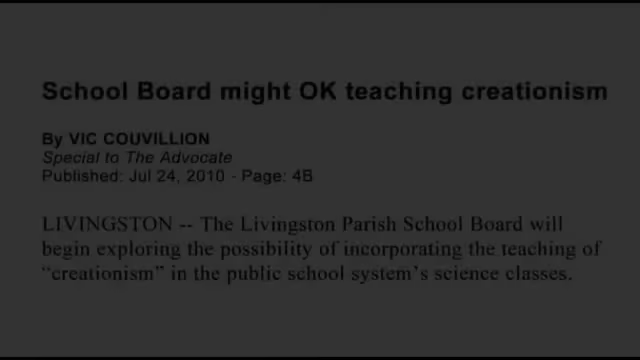 School Board might OK teaching creationism
By VIC COUVILLION
Special to The Advocate
Published: Jul 24, 2010 - Page: 4B
LIVINGSTON -- The Livingston Parish School Board will
begin exploring the possibility of incorporating the teaching of
“creationism” in the public school system’s science classes.